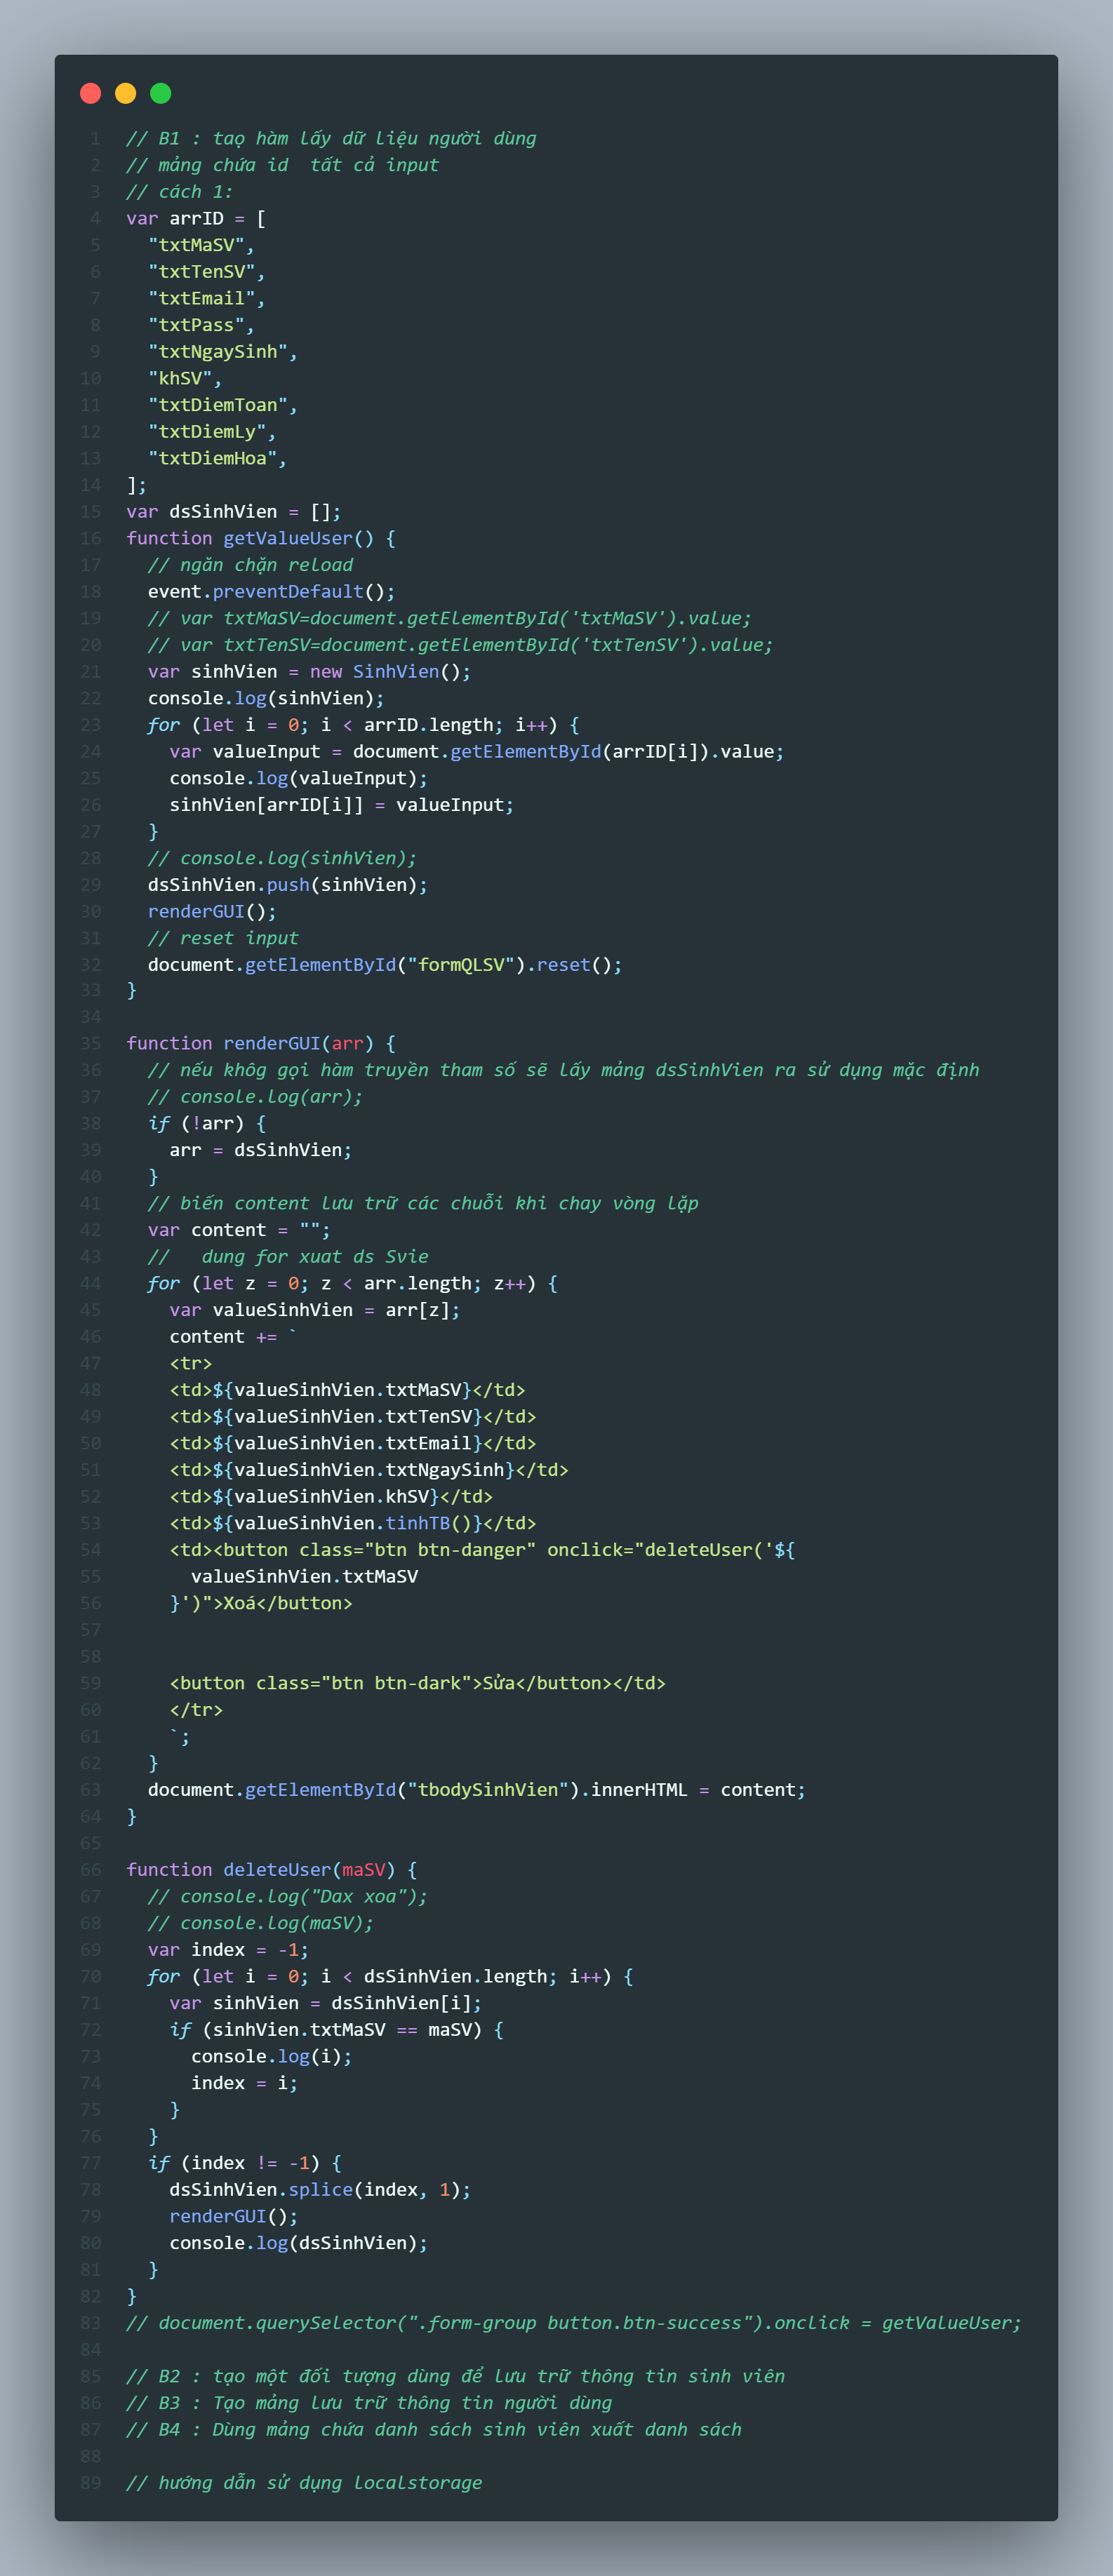 1 // B1 : taọ hàm lấy dữ liệu người dùng
2 // mảng chứa id  tất cả input
3 // cách 1:
4 var arrID = [
5   "txtMaSV",
6   "txtTenSV",
7   "txtEmail",
8   "txtPass",
9   "txtNgaySinh",
10   "khSV",
11   "txtDiemToan",
12   "txtDiemLy",
13   "txtDiemHoa",
14 ];
15 var dsSinhVien = [];
16 function getValueUser() {
17   // ngăn chặn reload
18   event.preventDefault();
19   // var txtMaSV=document.getElementById('txtMaSV').value;
20   // var txtTenSV=document.getElementById('txtTenSV').value;
21   var sinhVien = new SinhVien();
22   console.log(sinhVien);
23   for (let i = 0; i < arrID.length; i++) {
24     var valueInput = document.getElementById(arrID[i]).value;
25     console.log(valueInput);
26     sinhVien[arrID[i]] = valueInput;
27   }
28   // console.log(sinhVien);
29   dsSinhVien.push(sinhVien);
30   renderGUI();
31   // reset input
32   document.getElementById("formQLSV").reset();
33 }
34
35 function renderGUI(arr) {
36   // nếu khôg gọi hàm truyền tham số sẽ lấy mảng dsSinhVien ra sử dụng mặc định
37   // console.log(arr);
38   if (!arr) {
39     arr = dsSinhVien;
40   }
41   // biến content lưu trữ các chuỗi khi chay vòng lặp
42   var content = "";
43   //   dung for xuat ds Svie
44   for (let z = 0; z < arr.length; z++) {
45     var valueSinhVien = arr[z];
46     content += `
47     <tr>
48     <td>${valueSinhVien.txtMaSV}</td>
49     <td>${valueSinhVien.txtTenSV}</td>
50     <td>${valueSinhVien.txtEmail}</td>
51     <td>${valueSinhVien.txtNgaySinh}</td>
52     <td>${valueSinhVien.khSV}</td>
53     <td>${valueSinhVien.tinhTB()}</td>
54     <td><button class="btn btn-danger" onclick="deleteUser('${
55       valueSinhVien.txtMaSV
56     }')">Xoá</button>
57
58
59     <button class="btn btn-dark">Sửa</button></td>
60     </tr>
61     `;
62   }
63   document.getElementById("tbodySinhVien").innerHTML = content;
64 }
65
66 function deleteUser(maSV) {
67   // console.log("Dax xoa");
68   // console.log(maSV);
69   var index = -1;
70   for (let i = 0; i < dsSinhVien.length; i++) {
71     var sinhVien = dsSinhVien[i];
72     if (sinhVien.txtMaSV == maSV) {
73       console.log(i);
74       index = i;
75     }
76   }
77   if (index != -1) {
78     dsSinhVien.splice(index, 1);
79     renderGUI();
80     console.log(dsSinhVien);
81   }
82 }
83 // document.querySelector(".form-group button.btn-success").onclick = getValueUser;
84
85 // B2 : tạo một đối tượng dùng để lưu trữ thông tin sinh viên
86 // B3 : Tạo mảng lưu trữ thông tin người dùng
87 // B4 : Dùng mảng chứa danh sách sinh viên xuất danh sách
88
89 // hướng dẫn sử dụng localstorage